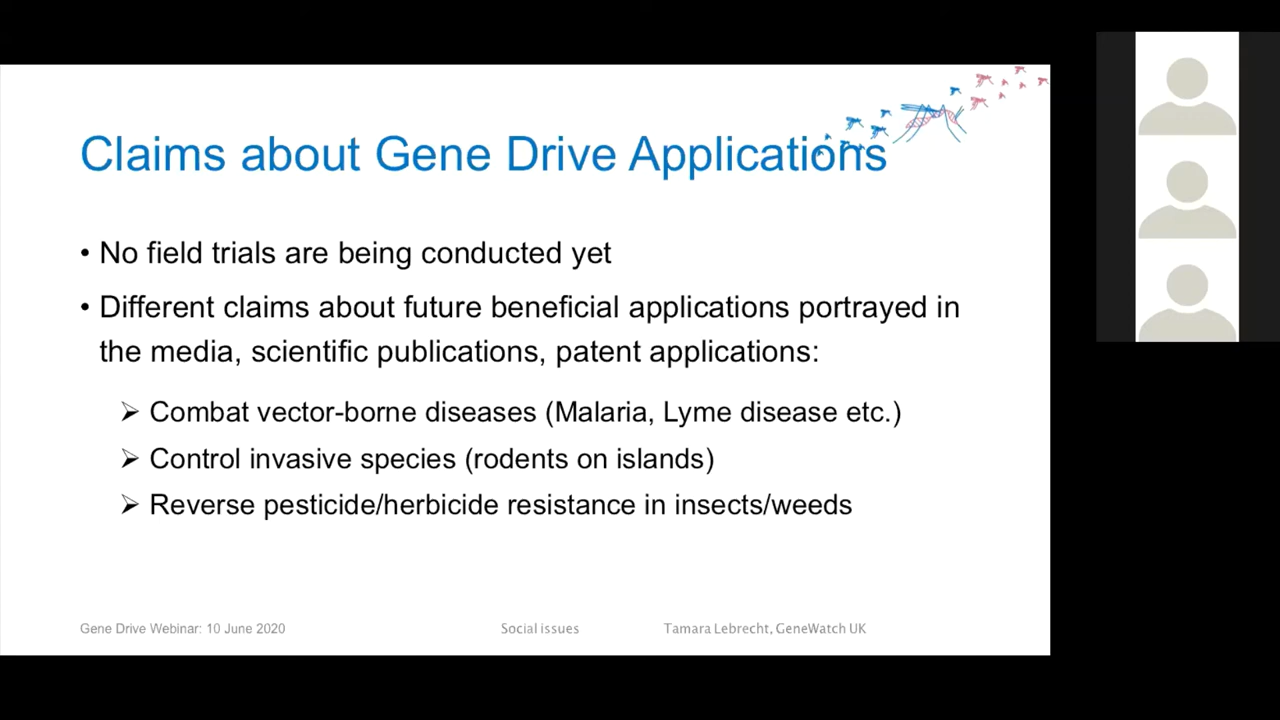 Claims about Gene Drive Applications
• No field trials are being conducted yet
• Different claims about future beneficial applications portrayed in
the media, scientific publications, patent applications:
➢ Combat vector-borne diseases (Malaria, Lyme disease etc.)
➢ Control invasive species (rodents on islands)
➢ Reverse pesticide/herbicide resistance in insects/weeds
Gene Drive Webinar: 10 June 2020 Social issues Tamara Lebrecht, GeneWatch UK